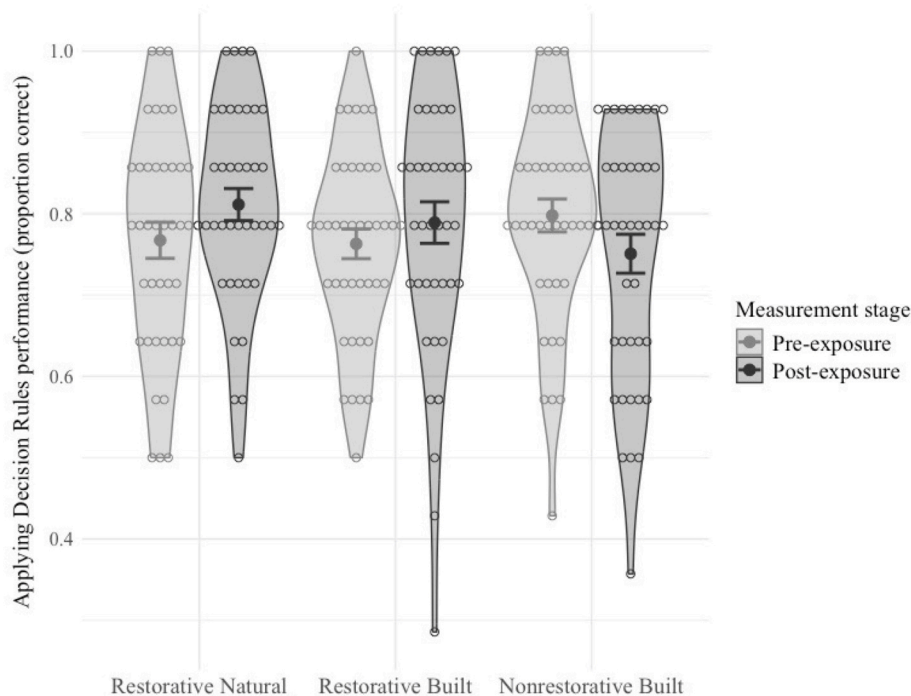 Applying Decision Rules performance (proportion correct)
1.0
0.8
0.6
0.4
Restorative Natural
Restorative Built
Nonrestorative Built
Measurement stage
Pre-exposure
Post-exposure